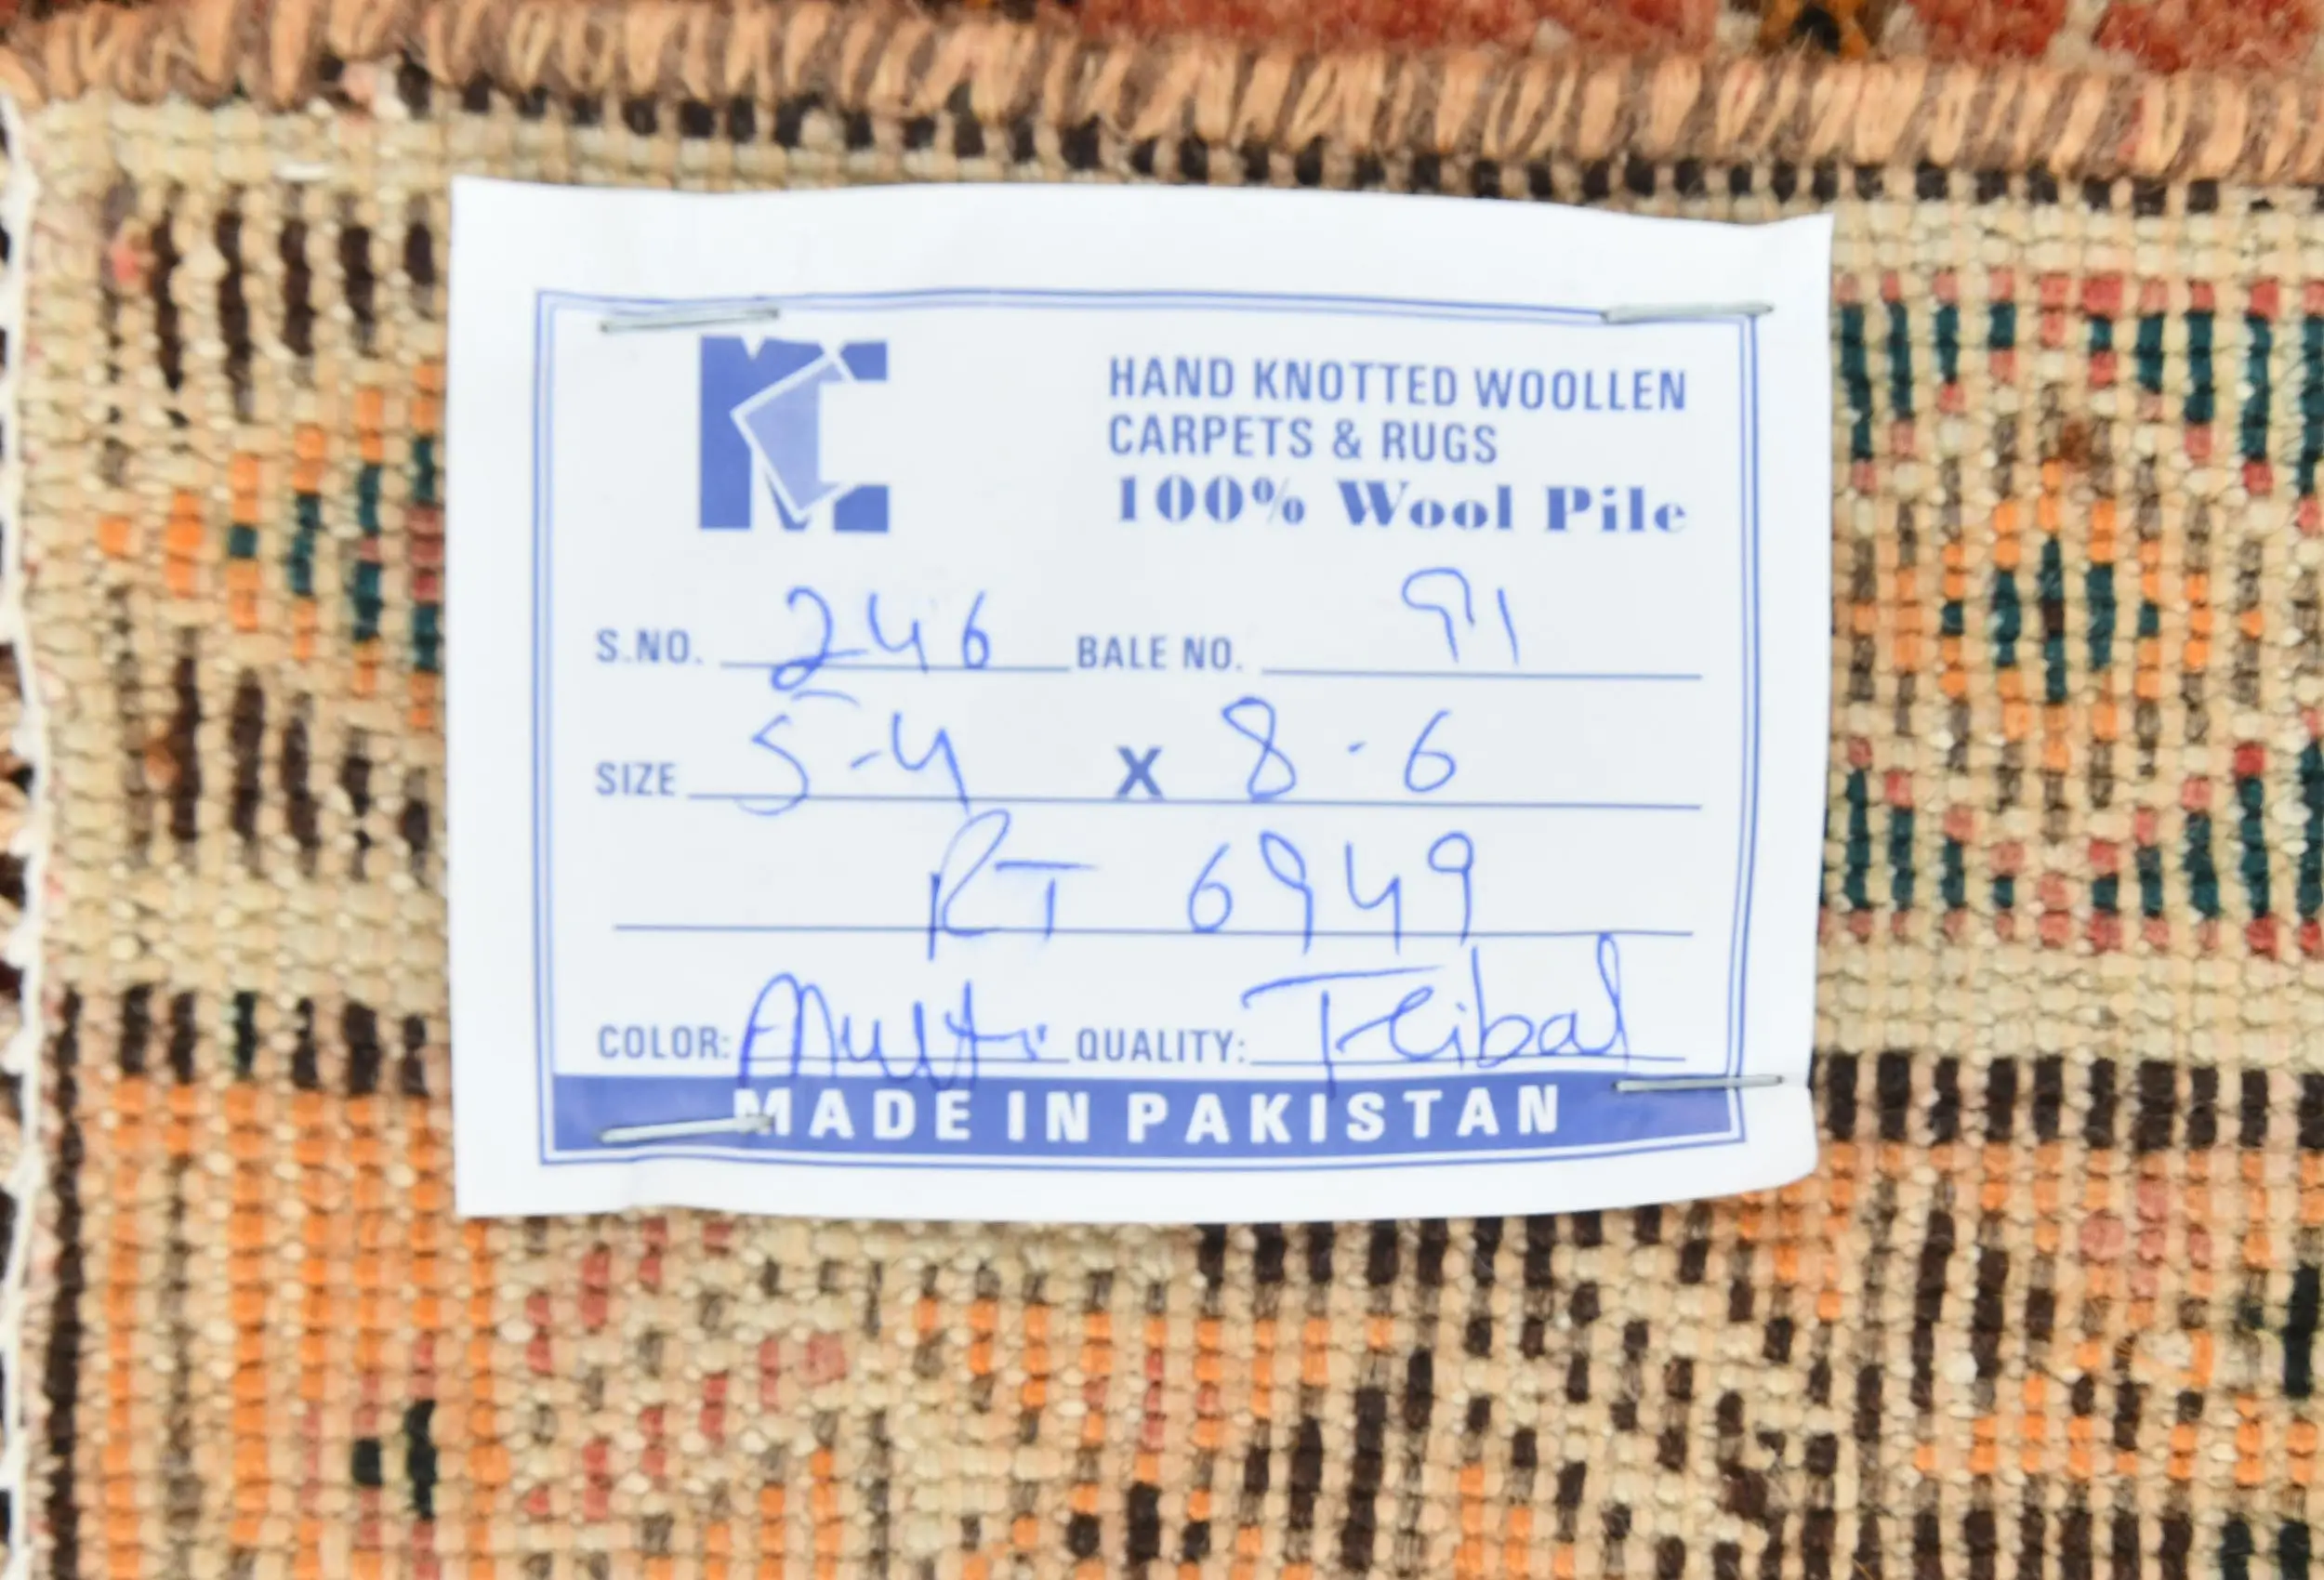 MC
HAND KNOTTED WOOLLEN
CARPETS & RUGS
100% Wool Pile
S.NO. 246 BALE NO. 91
SIZE 5-4 X 8-6
RT 6949
COLOR: Multi QUALITY: Tribal
MADE IN PAKISTAN